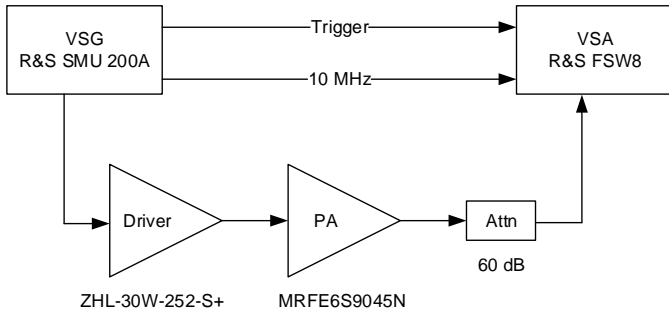 VSG
R&S SMU 200A
Trigger
10 MHz
VSA
R&S FSW8
Driver
PA
Attn
60 dB
ZHL-30W-252-S+
MRFE6S9045N